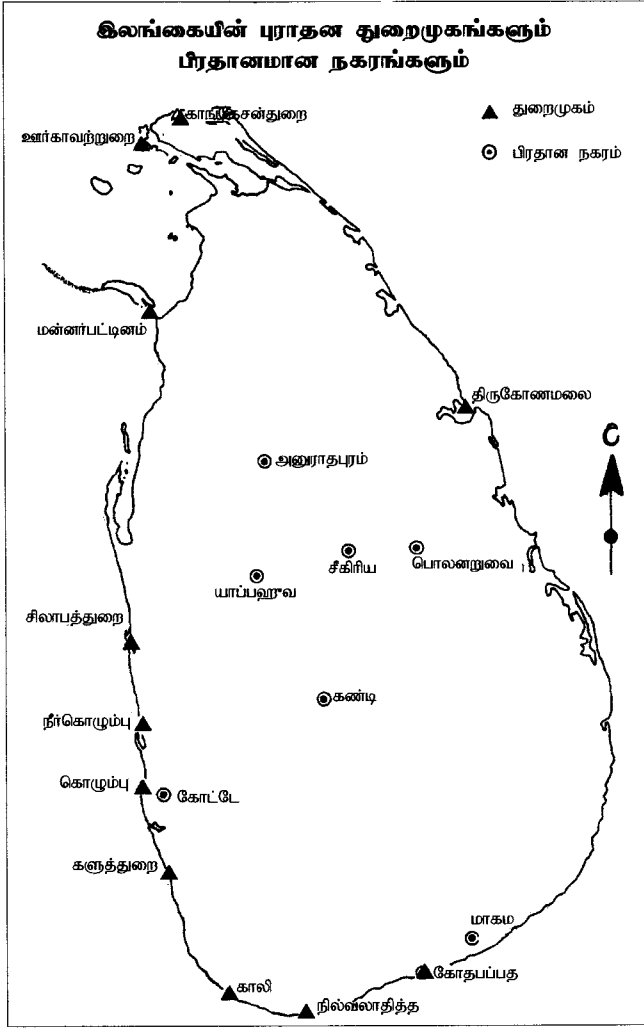 இலங்கையின் புராதன துறைமுகங்களும்
பிரதானமான நகரங்களும்
காங்கேசன்துறை
துறைமுகம்
ஊர்காவற்றுறை
பிரதான நகரம்
மன்னார்பட்டினம்
திருகோணமலை
அனுராதபுரம்
சீகிரிய
பொலனறுவை
யாப்பஹுவ
சிலாபத்துறை
கண்டி
நீர்கொழும்பு
கொழும்பு
கோட்டே
களுத்துறை
மாகம
கோதபப்பத
காலி
நில்வலாதித்த